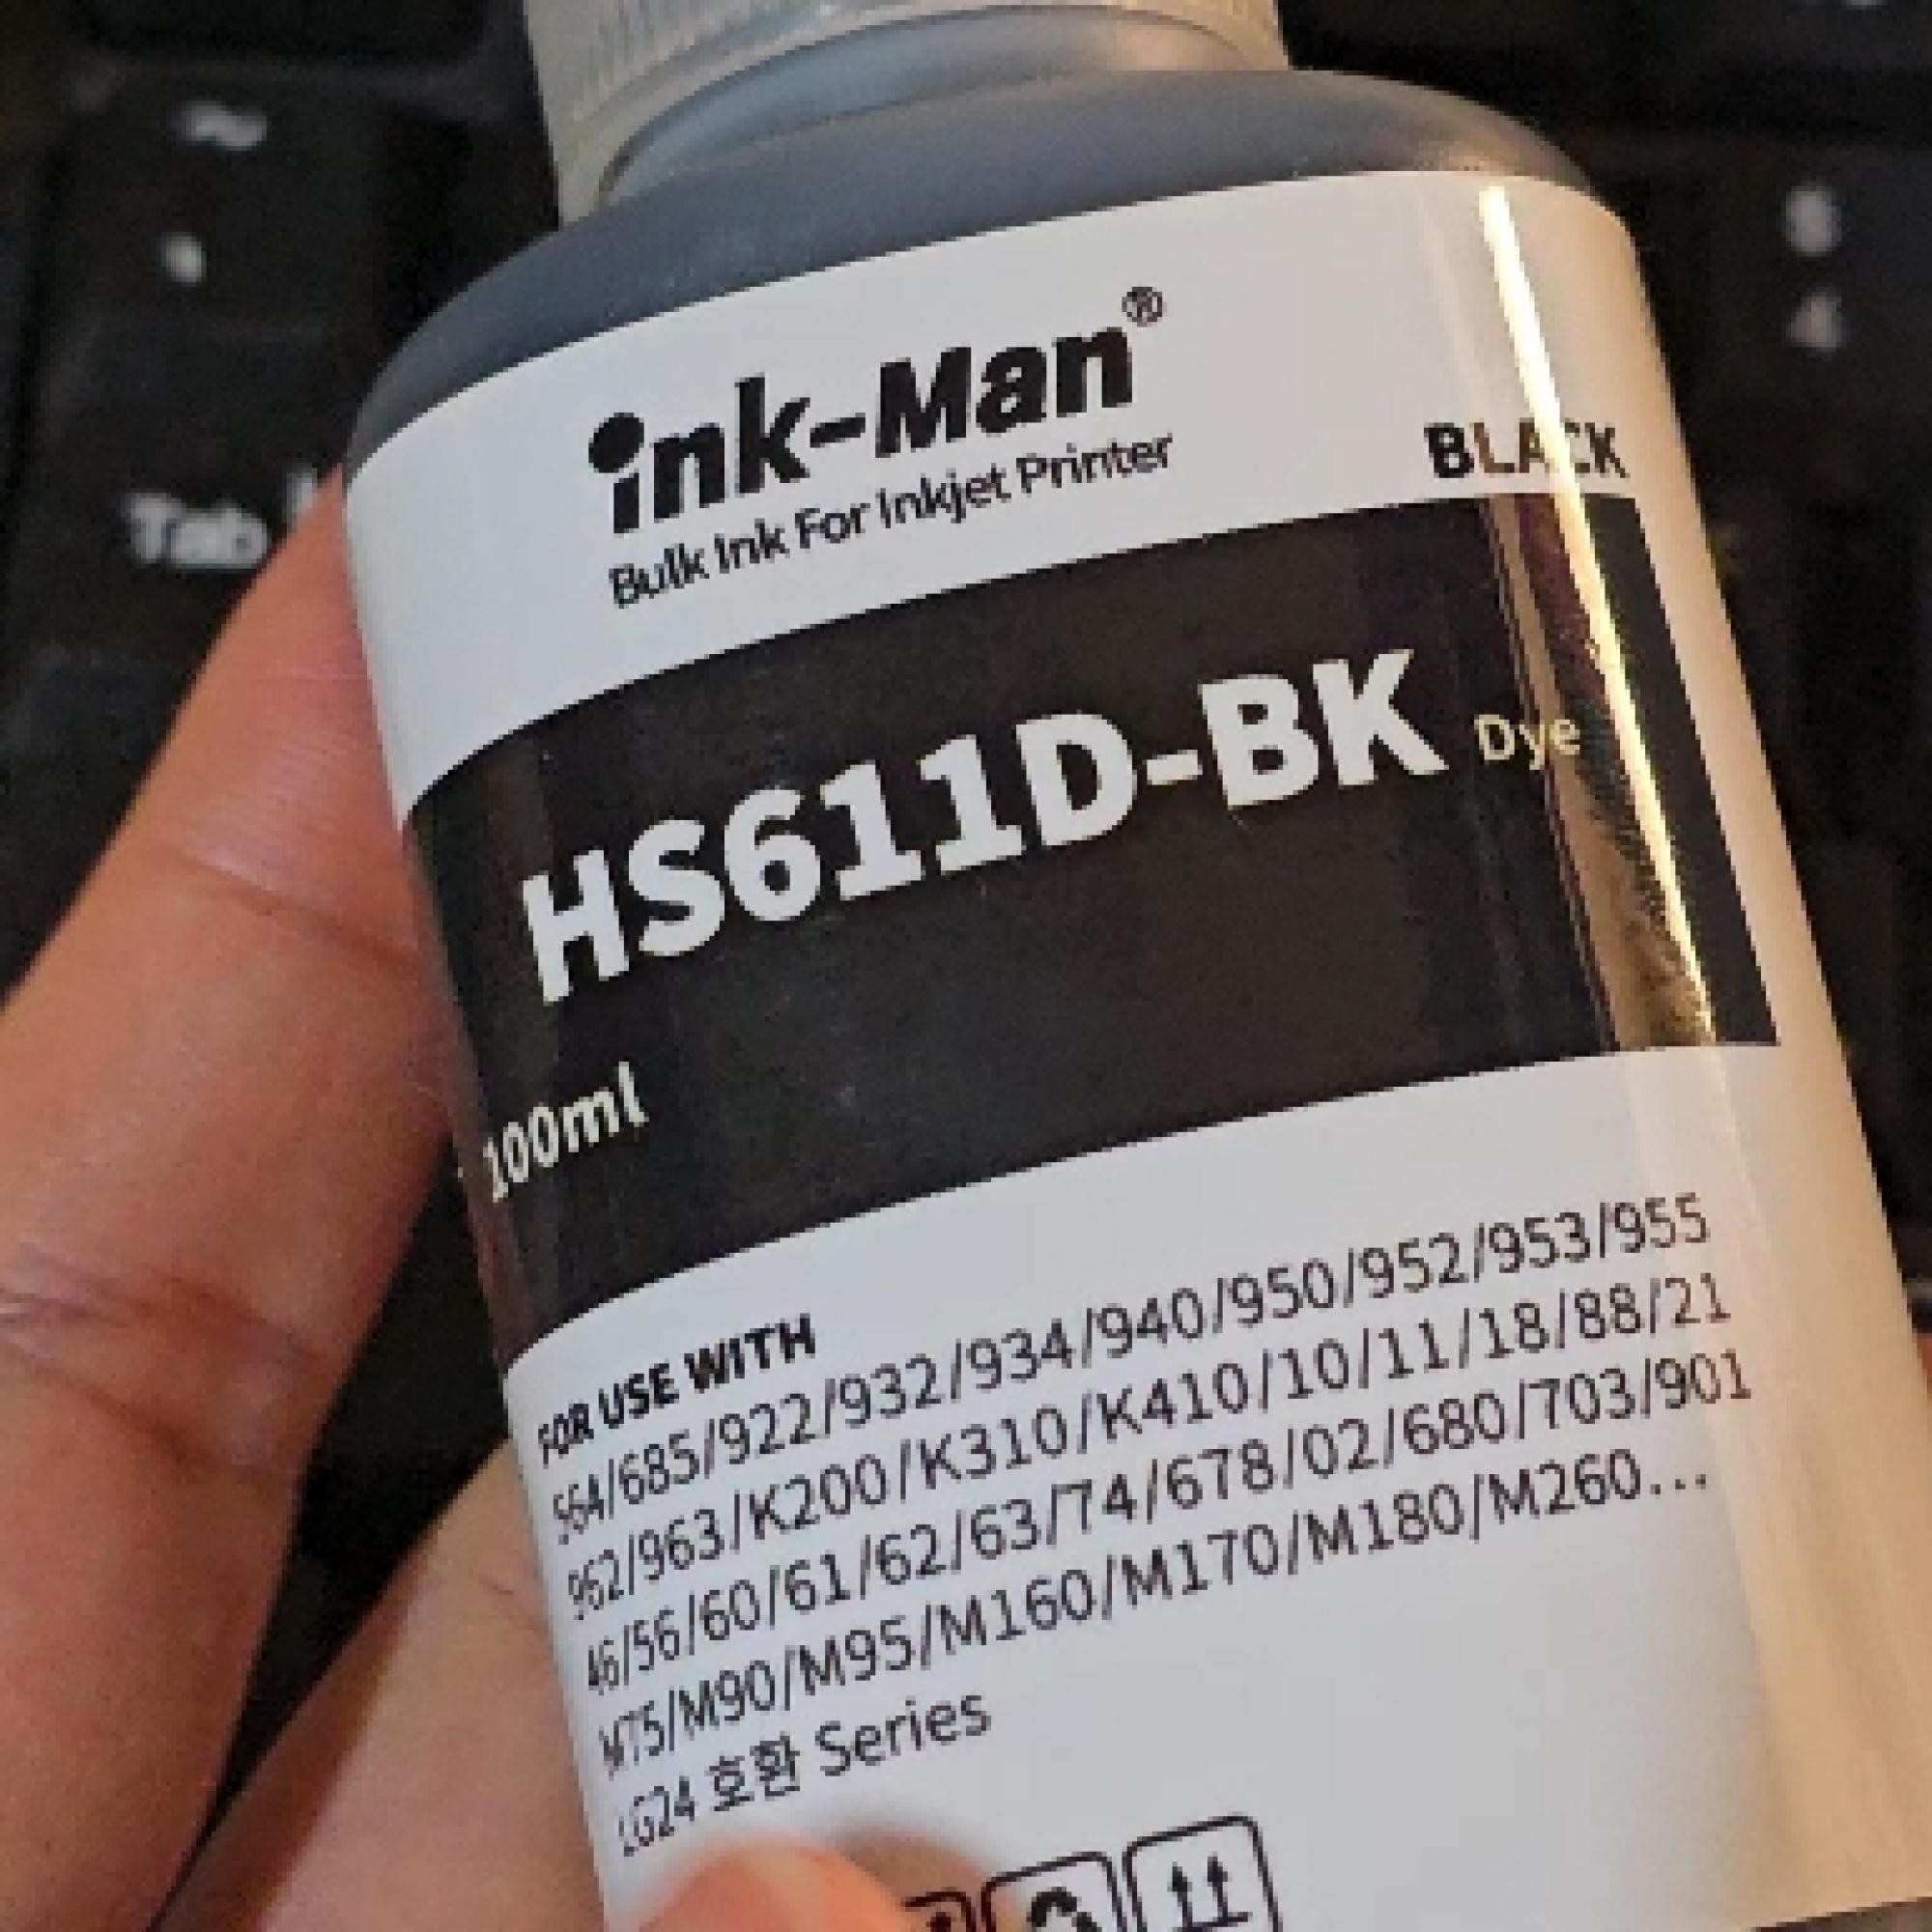 ink-Man®
Bulk Ink For Inkjet Printer
BLACK
HS611D-BK Dye
100ml
FOR USE WITH
564/685/922/932/934/940/950/952/953/955
962/963/K200/K310/K410/10/11/18/88/21
46/56/60/61/62/63/74/678/02/680/703/901
M75/M90/M95/M160/M170/M180/M260...
LG24 호환 Series
Tab
~
$
4